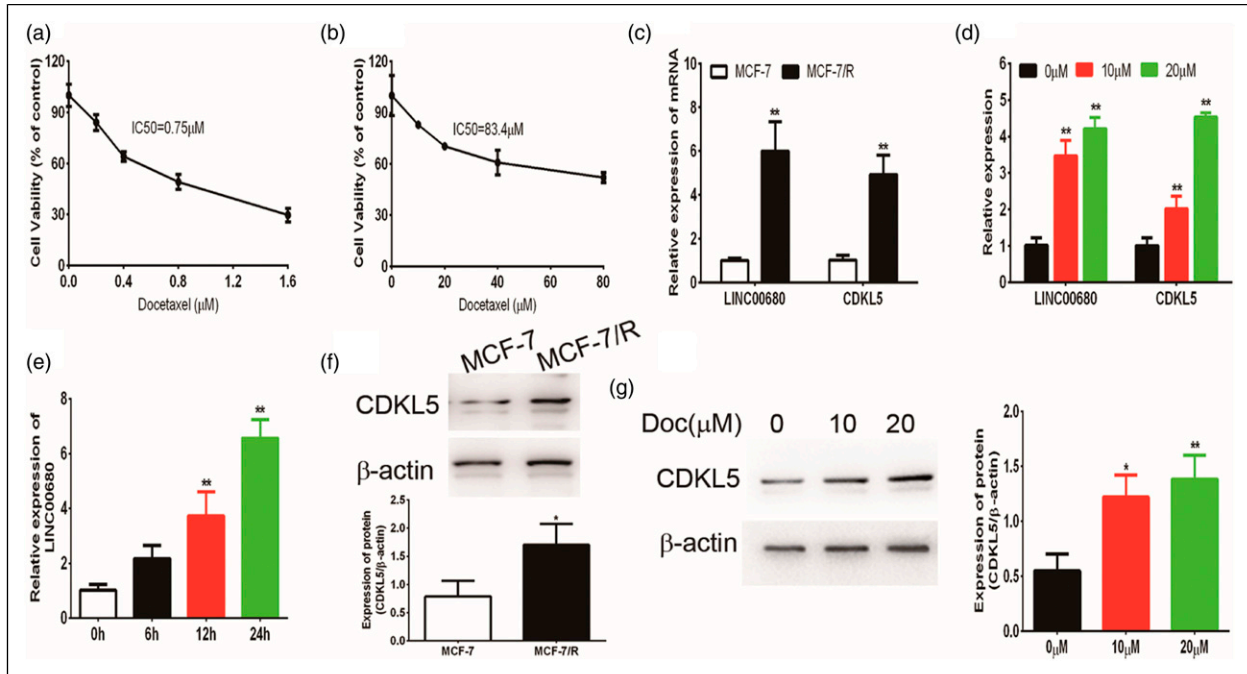 (a)
Cell Vability (% of control)
120
90
60
30
0
IC50=0.75μM
0.0 0.4 0.8 1.2 1.6
Docetaxel (μM)
(b)
Cell Vability (% of control)
120
90
60
30
0
IC50=83.4μM
0 20 40 60 80
Docetaxel (μM)
(c)
Relative expression of mRNA
MCF-7 MCF-7/R
10
8
6
4
2
0
** **
LINC00680 CDKL5
(d)
Relative expression
0μM 10μM 20μM
6
5
4
3
2
1
0
** ** ** **
LINC00680 CDKL5
(e)
Relative expression of
LINC00680
8
6
4
2
0
** **
0h 6h 12h 24h
(f)
MCF-7 MCF-7/R
CDKL5
β-actin
Expression of protein
(CDKL5/β-actin)
2.5
2.0
1.5
1.0
0.5
0.0
*
MCF-7 MCF-7/R
(g)
Doc(μM) 0 10 20
CDKL5
β-actin
Expression of protein
(CDKL5/β-actin)
2.0
1.5
1.0
0.5
0.0
* **
0μM 10μM 20μM